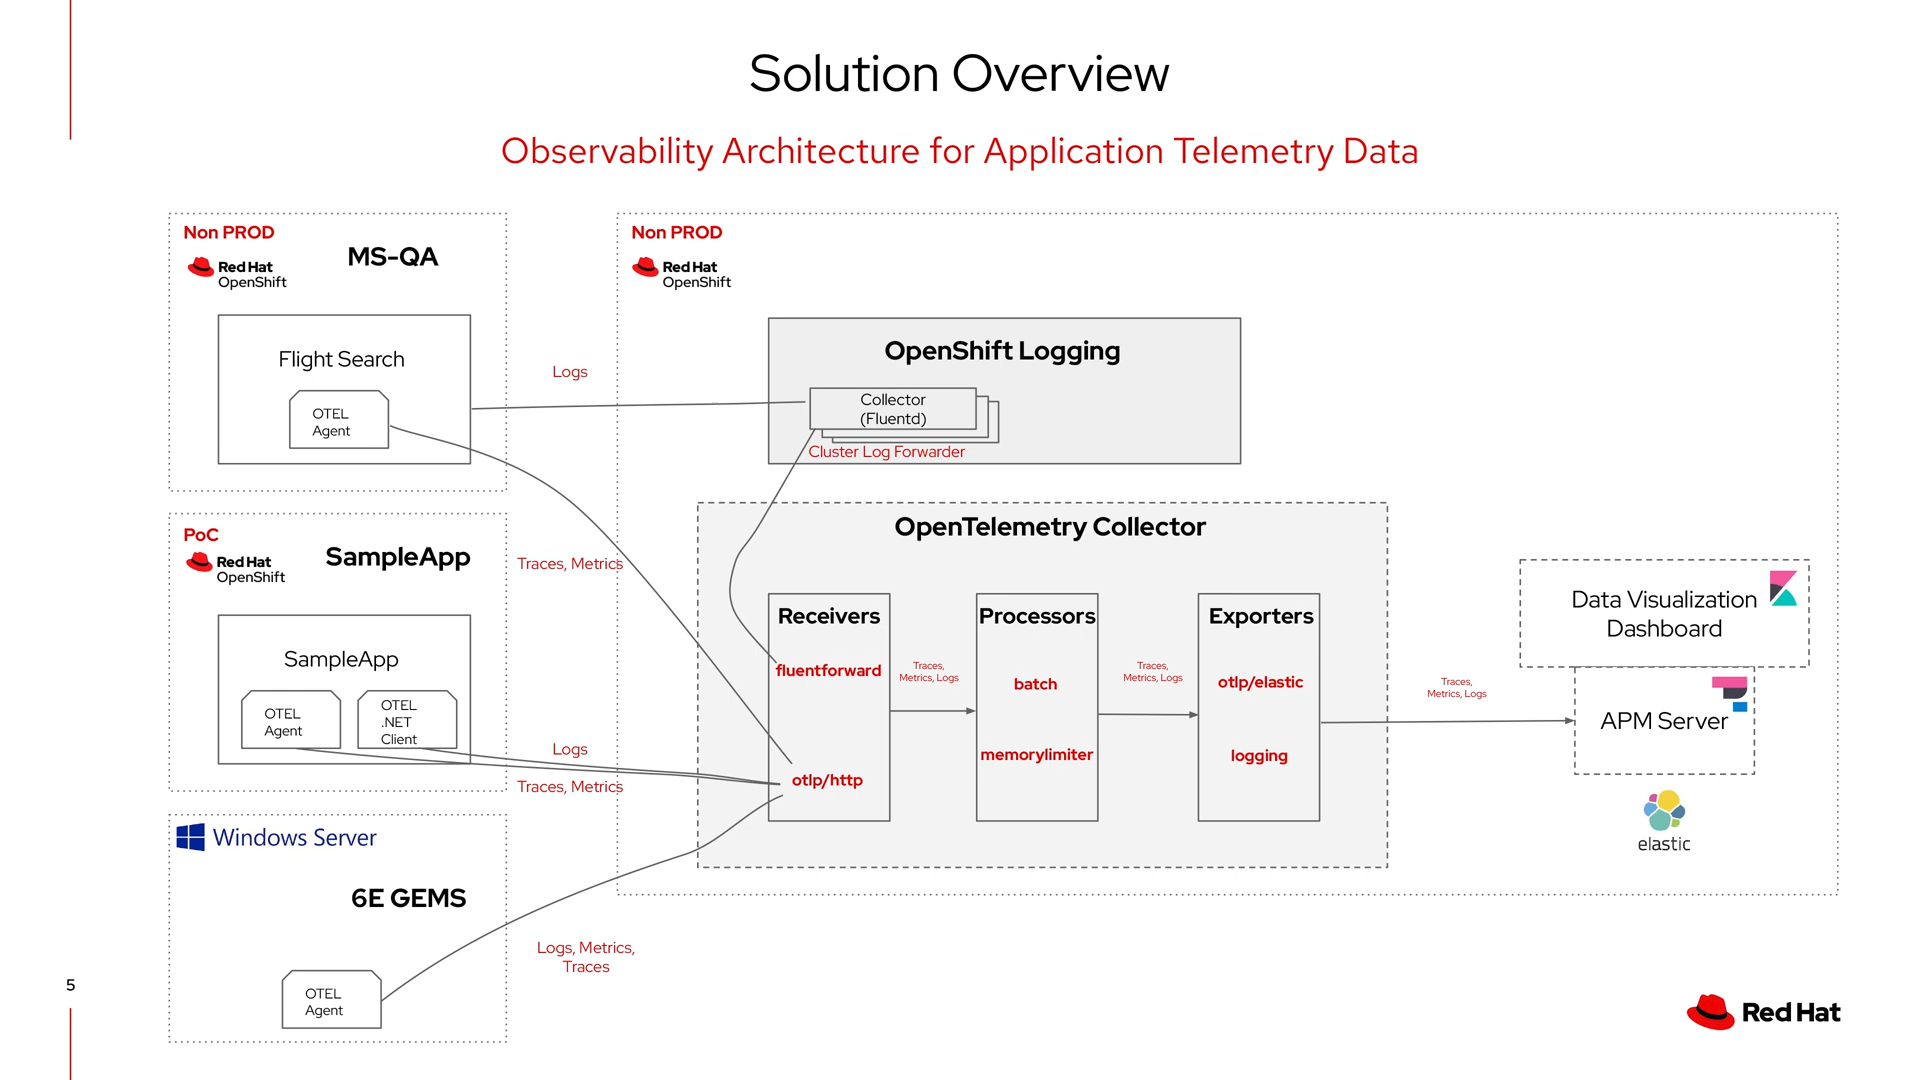 Solution Overview
Observability Architecture for Application Telemetry Data
Non PROD
MS-QA
Red Hat
OpenShift
Flight Search
OTEL
Agent
Logs
Traces, Metrics
PoC
SampleApp
Red Hat
OpenShift
SampleApp
OTEL
Agent
OTEL
.NET
Client
Logs
Traces, Metrics
Windows Server
6E GEMS
OTEL
Agent
Logs, Metrics,
Traces
Non PROD
Red Hat
OpenShift
OpenShift Logging
Collector
(Fluentd)
Cluster Log Forwarder
OpenTelemetry Collector
Receivers
fluentforward
otlp/http
Traces,
Metrics, Logs
Processors
batch
memorylimiter
Traces,
Metrics, Logs
Exporters
otlp/elastic
logging
Traces,
Metrics, Logs
Data Visualization
Dashboard
APM Server
elastic
5
Red Hat